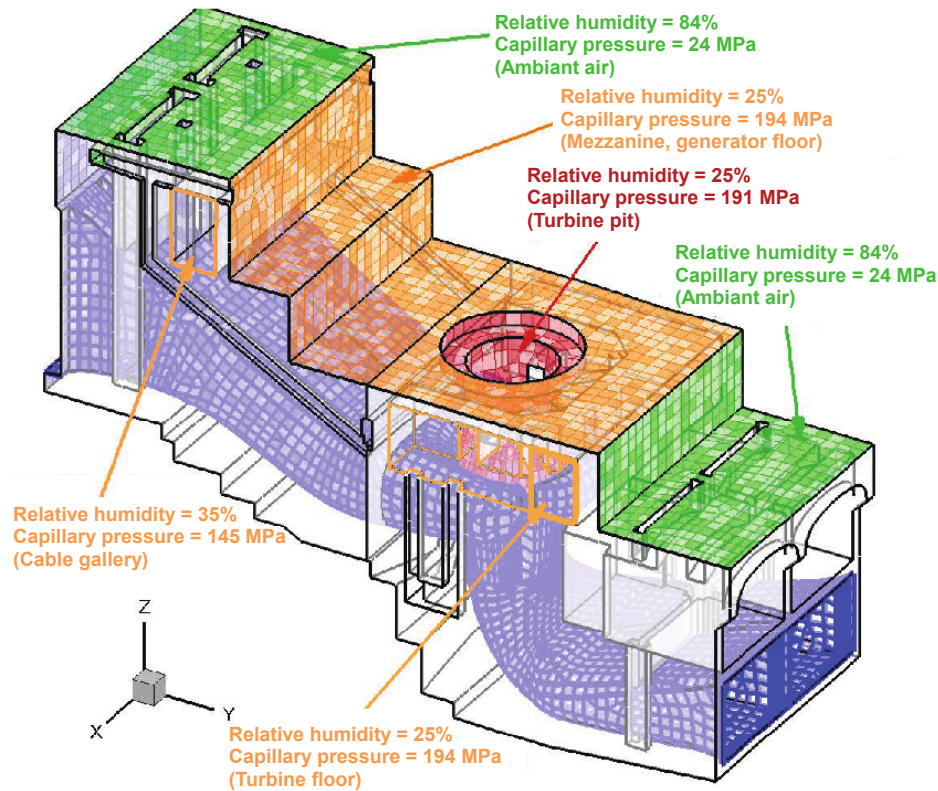 Relative humidity = 84%
Capillary pressure = 24 MPa
(Ambiant air)
Relative humidity = 25%
Capillary pressure = 194 MPa
(Mezzanine, generator floor)
Relative humidity = 25%
Capillary pressure = 191 MPa
(Turbine pit)
Relative humidity = 84%
Capillary pressure = 24 MPa
(Ambiant air)
Relative humidity = 35%
Capillary pressure = 145 MPa
(Cable gallery)
Z
X
Y
Relative humidity = 25%
Capillary pressure = 194 MPa
(Turbine floor)